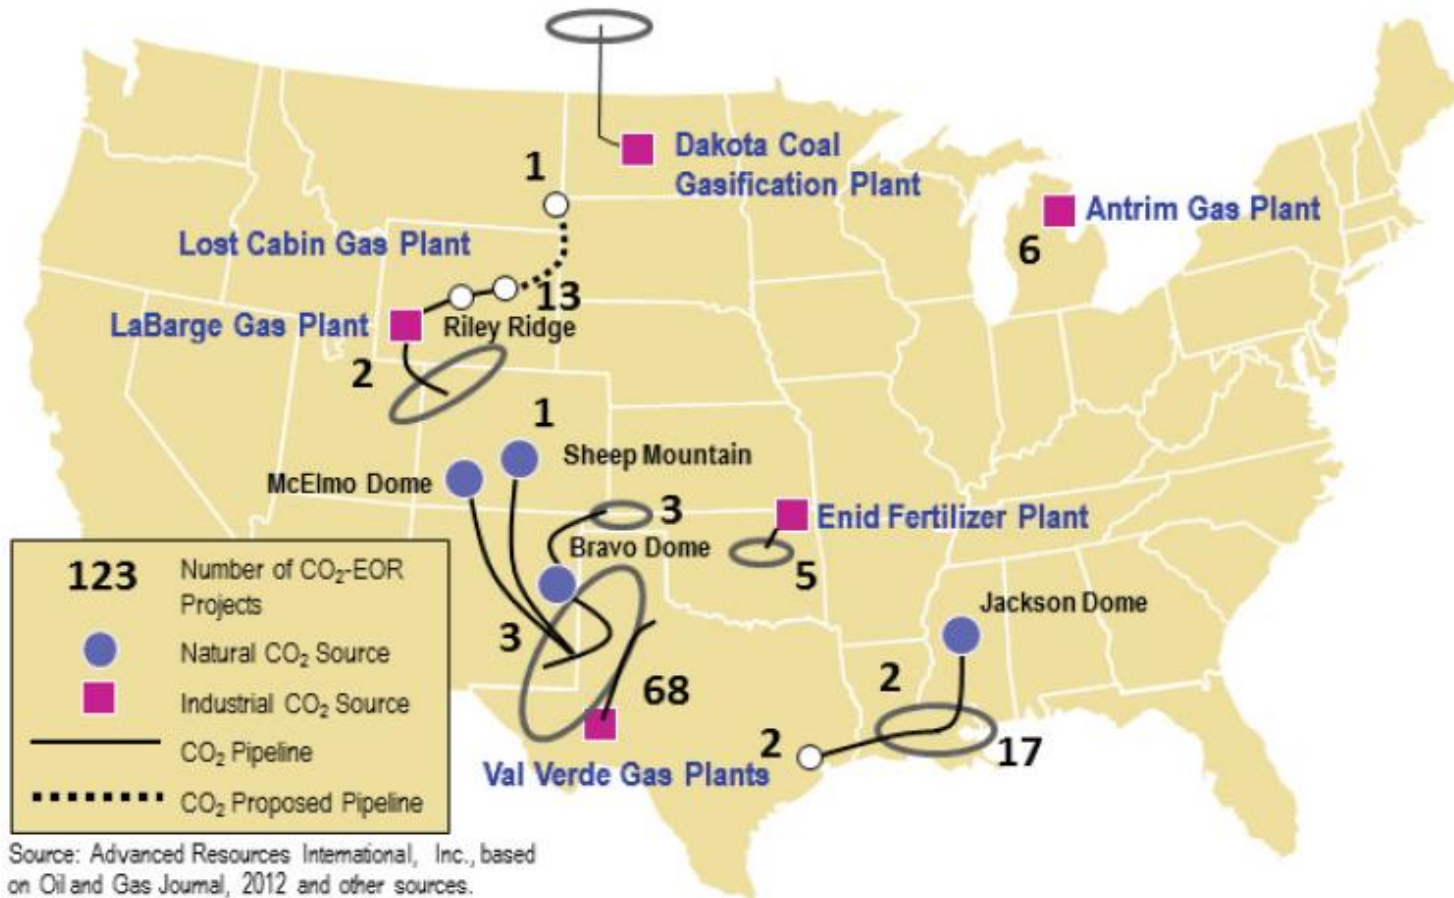 Dakota Coal
Gasification Plant
1
Antrim Gas Plant
6
Lost Cabin Gas Plant
13
LaBarge Gas Plant
Riley Ridge
2
1
Sheep Mountain
McElmo Dome
3
Enid Fertilizer Plant
Bravo Dome
5
Jackson Dome
3
68
2
2
17
Val Verde Gas Plants
123
Number of CO₂-EOR
Projects
Natural CO₂ Source
Industrial CO₂ Source
CO₂ Pipeline
CO₂ Proposed Pipeline
Source: Advanced Resources International, Inc., based
on Oil and Gas Journal, 2012 and other sources.